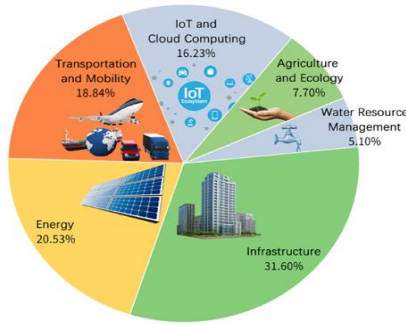 IoT and
Cloud Computing
16.23%
Transportation
and Mobility
18.84%
IoT
Ecosystem
Agriculture
and Ecology
7.70%
Water Resource
Management
5.10%
Energy
20.53%
Infrastructure
31.60%